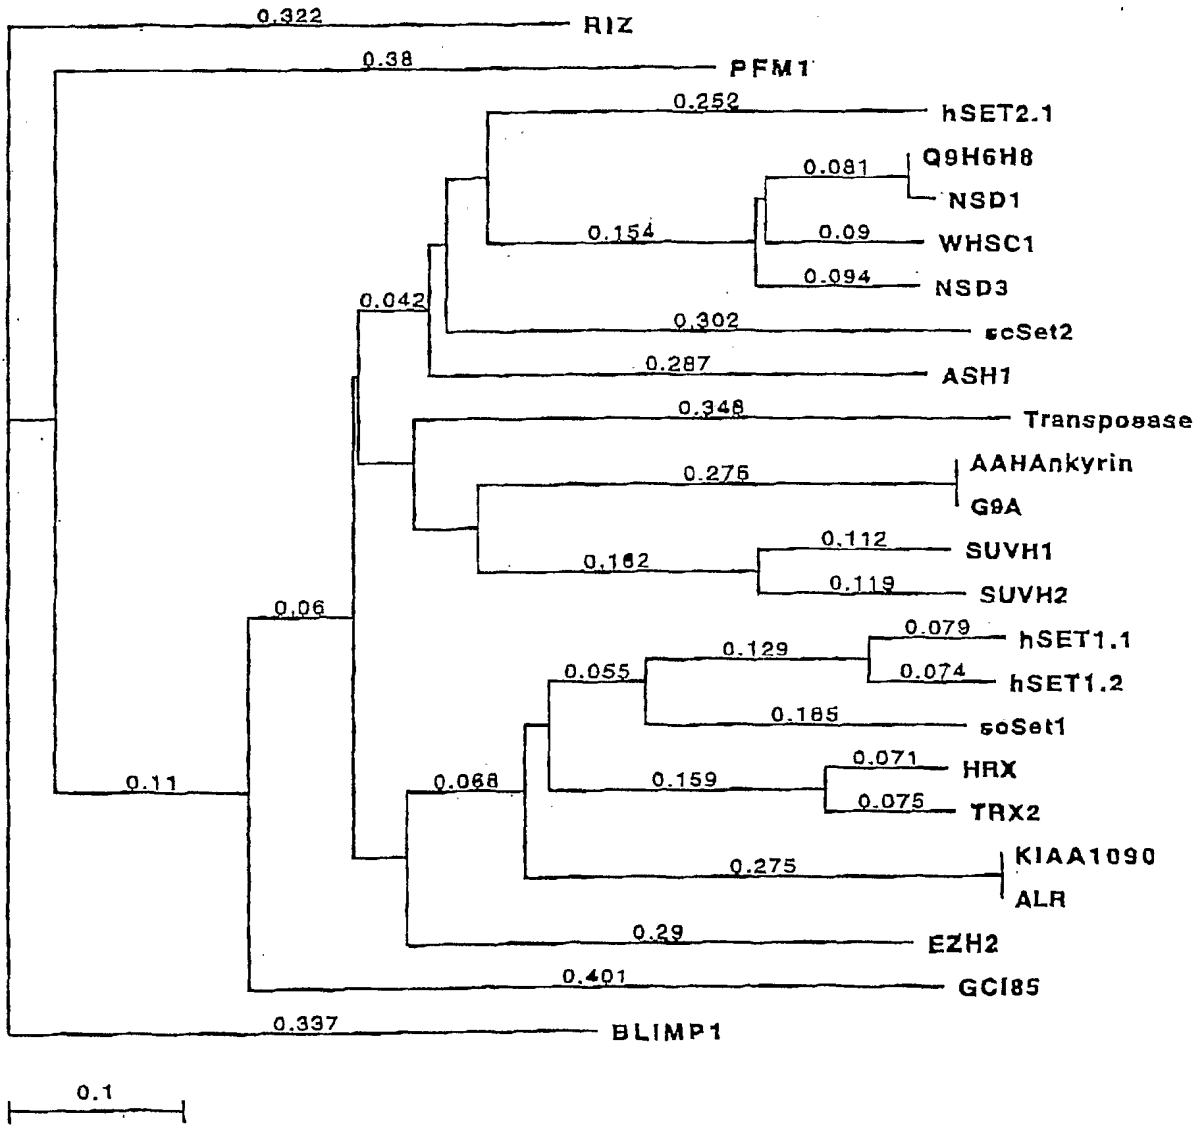 0.322
RIZ
0.38
PFM1
0.252
hSET2.1
Q9H6H8
0.081
NSD1
0.154
0.09
WHSC1
0.094
NSD3
0.042
0.302
scSet2
0.287
ASH1
0.348
Transposase
AAHAnkyrin
0.276
G9A
0.112
SUVH1
0.162
0.119
SUVH2
0.06
0.079
hSET1.1
0.129
0.055
0.074
hSET1.2
0.185
scSet1
0.071
HRX
0.11
0.068
0.159
0.075
TRX2
KIAA1090
0.275
ALR
0.29
EZH2
0.401
GCI85
0.337
BLIMP1
0.1